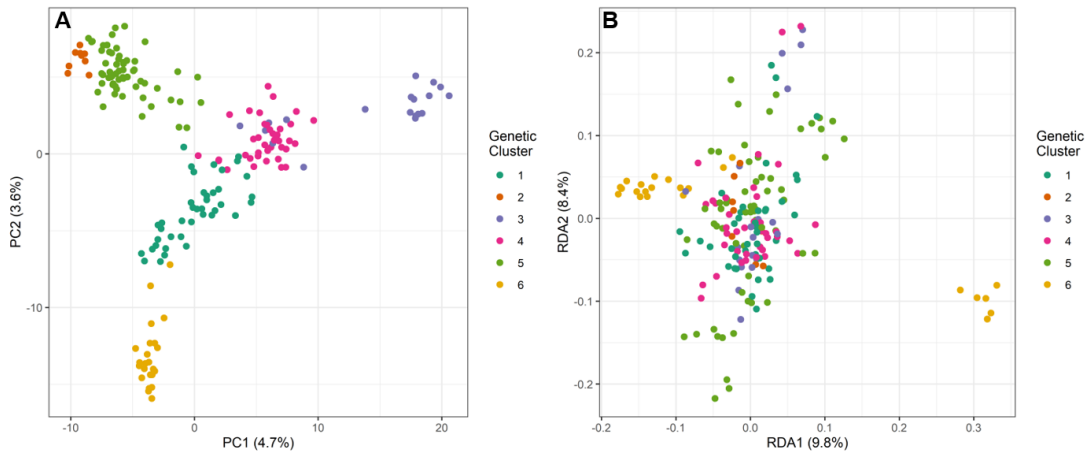 A
0
-10
-10
0
10
20
PC1 (4.7%)
PC2 (3.6%)
Genetic
Cluster
1
2
3
4
5
6
B
0.2
0.1
0.0
-0.1
-0.2
-0.2
-0.1
0.0
0.1
0.2
0.3
RDA1 (9.8%)
RDA2 (8.4%)
Genetic
Cluster
1
2
3
4
5
6